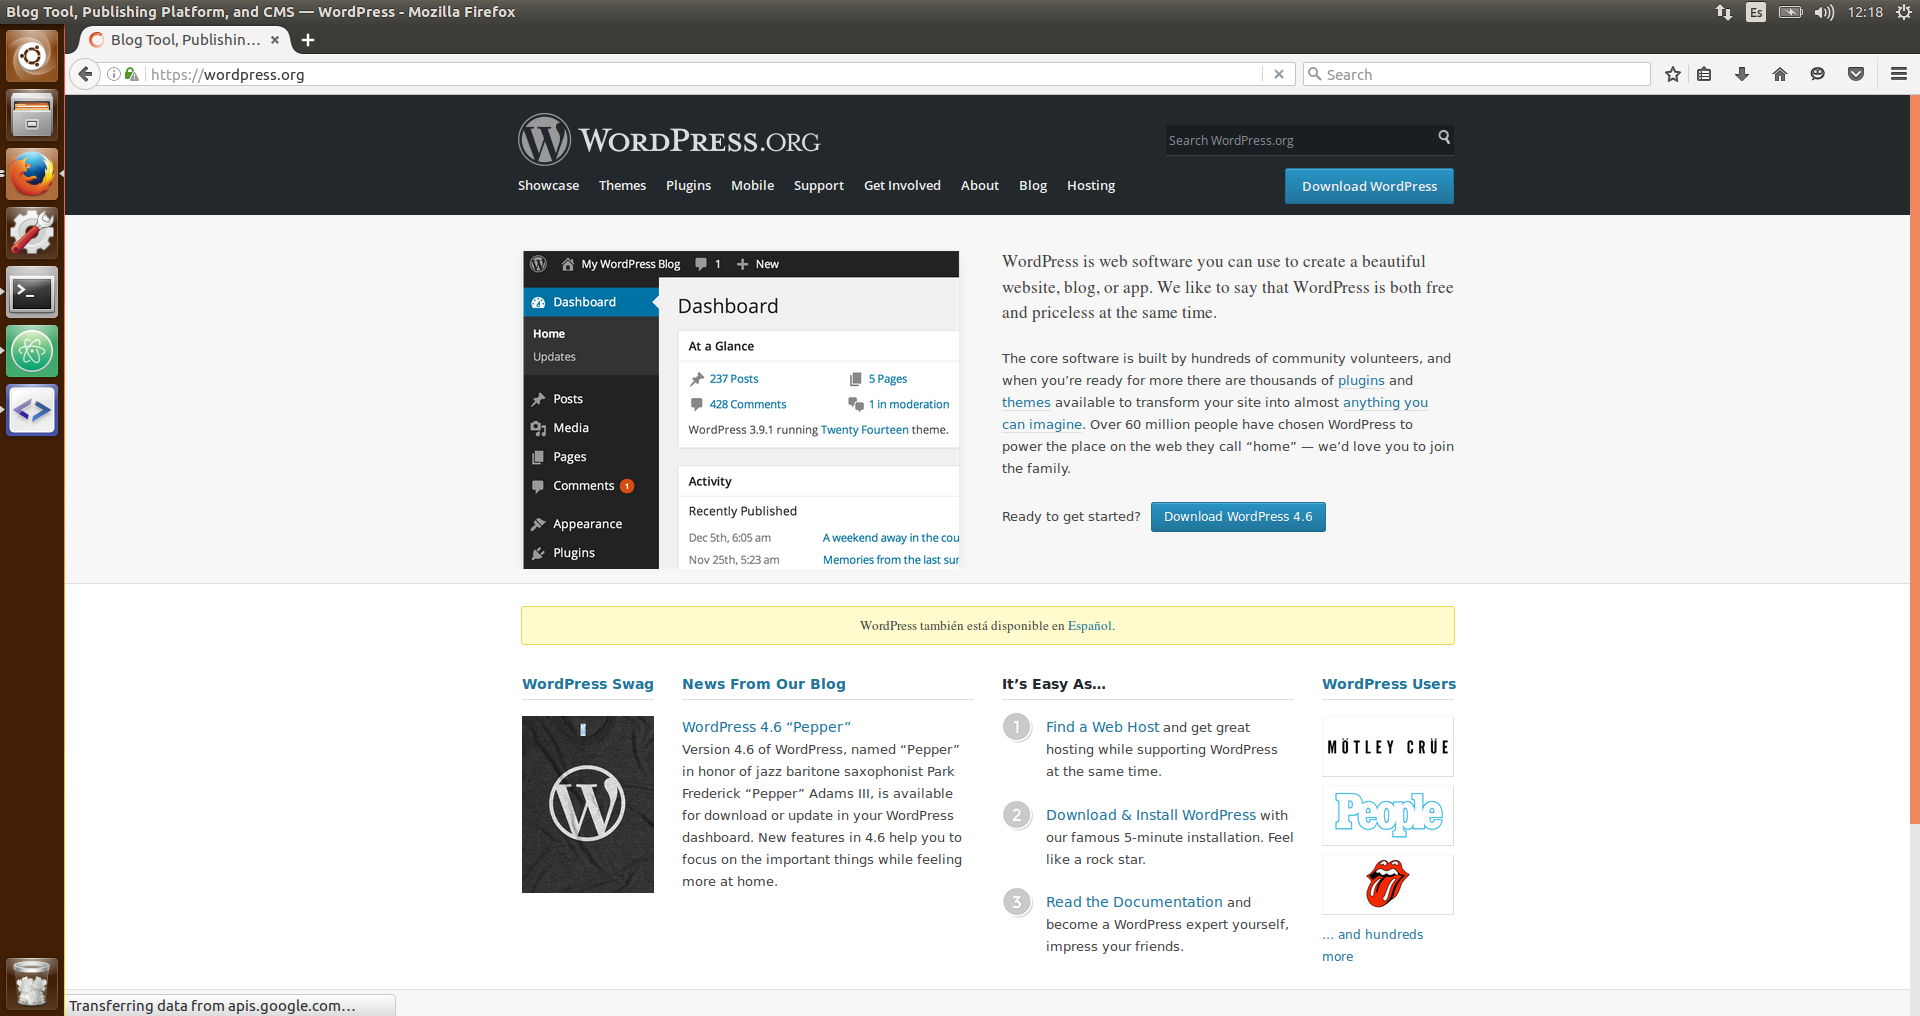 Blog Tool, Publishing Platform, and CMS — WordPress - Mozilla Firefox
Es
12:18
Blog Tool, Publishin…
https://wordpress.org
Search
WORDPRESS.ORG
Search WordPress.org
Showcase Themes Plugins Mobile Support Get Involved About Blog Hosting
Download WordPress
My WordPress Blog 1 New
Dashboard
Home
Updates
Posts
Media
Pages
Comments 1
Appearance
Plugins
Dashboard
At a Glance
237 Posts 5 Pages
428 Comments 1 in moderation
WordPress 3.9.1 running Twenty Fourteen theme.
Activity
Recently Published
Dec 5th, 6:05 am A weekend away in the cou
Nov 25th, 5:23 am Memories from the last sur
WordPress is web software you can use to create a beautiful
website, blog, or app. We like to say that WordPress is both free
and priceless at the same time.
The core software is built by hundreds of community volunteers, and
when you’re ready for more there are thousands of plugins and
themes available to transform your site into almost anything you
can imagine. Over 60 million people have chosen WordPress to
power the place on the web they call “home” — we’d love you to join
the family.
Ready to get started? Download WordPress 4.6
WordPress también está disponible en Español.
WordPress Swag
News From Our Blog
WordPress 4.6 “Pepper”
Version 4.6 of WordPress, named “Pepper”
in honor of jazz baritone saxophonist Park
Frederick “Pepper” Adams III, is available
for download or update in your WordPress
dashboard. New features in 4.6 help you to
focus on the important things while feeling
more at home.
It’s Easy As…
1 Find a Web Host and get great
hosting while supporting WordPress
at the same time.
2 Download & Install WordPress with
our famous 5-minute installation. Feel
like a rock star.
3 Read the Documentation and
become a WordPress expert yourself,
impress your friends.
WordPress Users
MÖTLEY CRÜE
People
… and hundreds
more
Transferring data from apis.google.com…